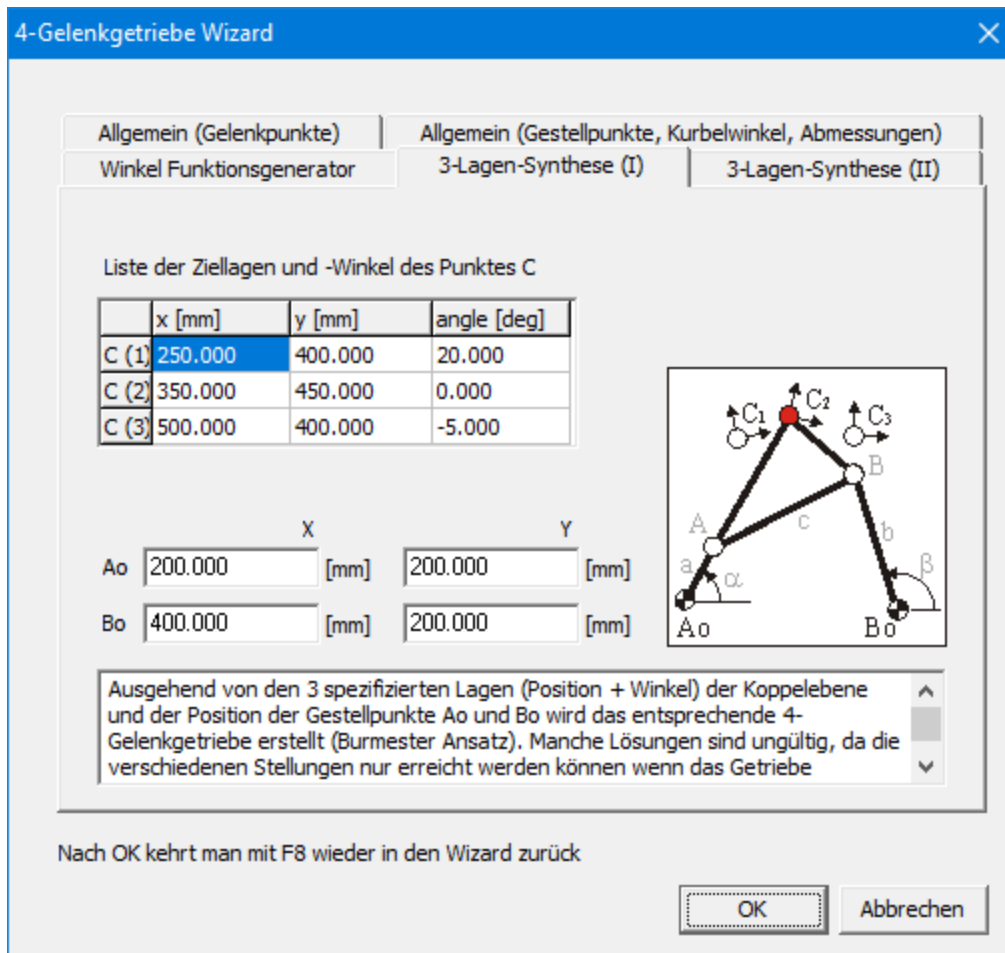 4-Gelenkgetriebe Wizard
Allgemein (Gelenkpunkte)
Allgemein (Gestellpunkte, Kurbelwinkel, Abmessungen)
Winkel Funktionsgenerator
3-Lagen-Synthese (I)
3-Lagen-Synthese (II)
Liste der Ziellagen und -Winkel des Punktes C
x [mm] y [mm] angle [deg]
C (1) 250.000 400.000 20.000
C (2) 350.000 450.000 0.000
C (3) 500.000 400.000 -5.000
X Y
Ao 200.000 [mm] 200.000 [mm]
Bo 400.000 [mm] 200.000 [mm]
C₁ C₂ C₃
B
A c b
a α β
Ao Bo
Ausgehend von den 3 spezifizierten Lagen (Position + Winkel) der Koppelebene
und der Position der Gestellpunkte Ao und Bo wird das entsprechende 4-
Gelenkgetriebe erstellt (Burmester Ansatz). Manche Lösungen sind ungültig, da die
verschiedenen Stellungen nur erreicht werden können wenn das Getriebe
Nach OK kehrt man mit F8 wieder in den Wizard zurück
OK
Abbrechen